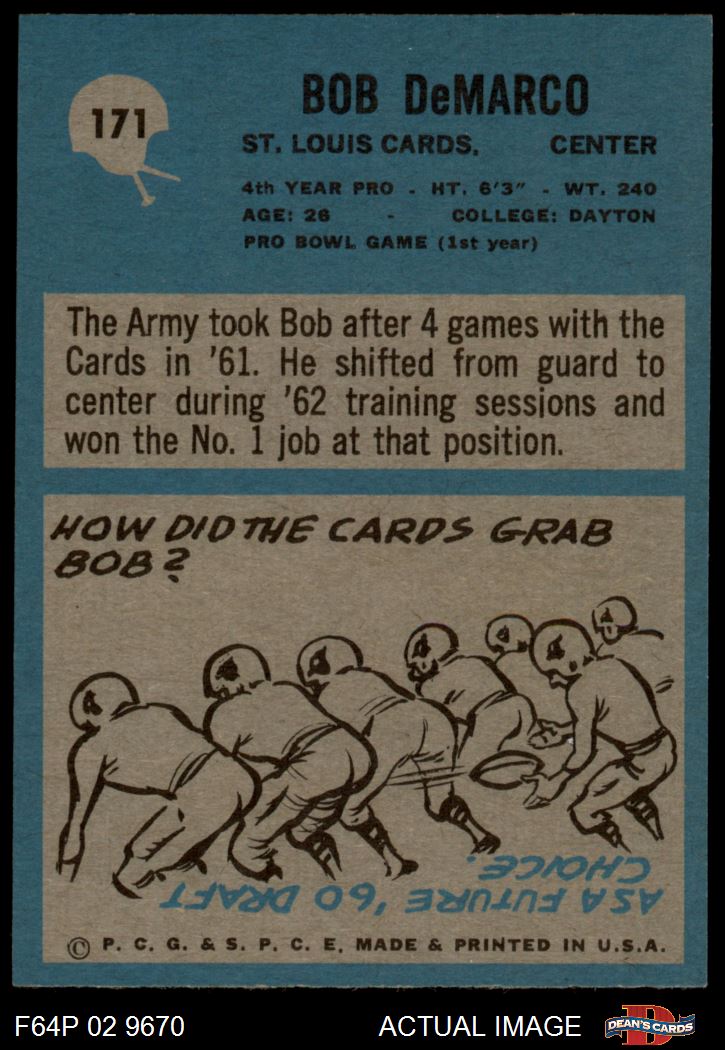 171
BOB DeMARCO
ST. LOUIS CARDS. CENTER
4th YEAR PRO - HT. 6'3" - WT. 240
AGE: 26 - COLLEGE: DAYTON
PRO BOWL GAME (1st year)
The Army took Bob after 4 games with the
Cards in '61. He shifted from guard to
center during '62 training sessions and
won the No. 1 job at that position.
HOW DID THE CARDS GRAB
BOB?
AS A FUTURE '60 DRAFT
CHOICE.
© P. C. G. & S. P. C. E. MADE & PRINTED IN U.S.A.
F64P 02 9670 ACTUAL IMAGE
D
DEAN'S CARDS